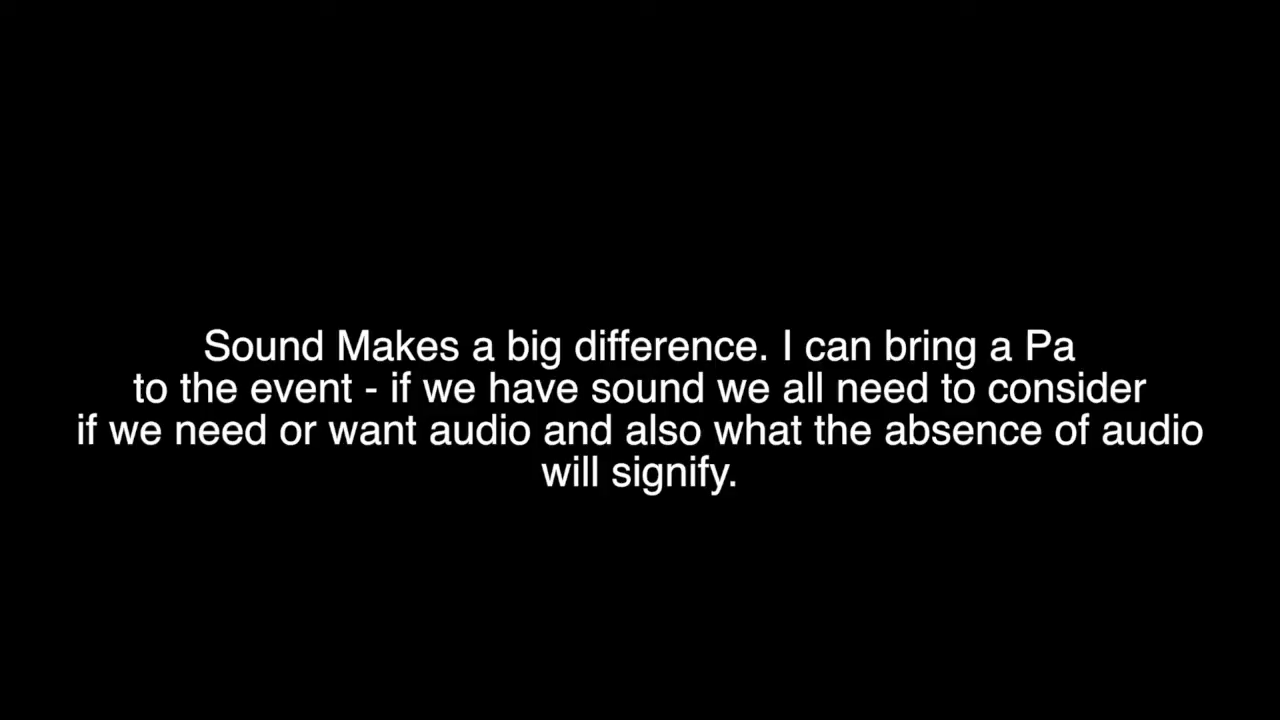 Sound Makes a big difference. I can bring a Pa
to the event - if we have sound we all need to consider
if we need or want audio and also what the absence of audio
will signify.